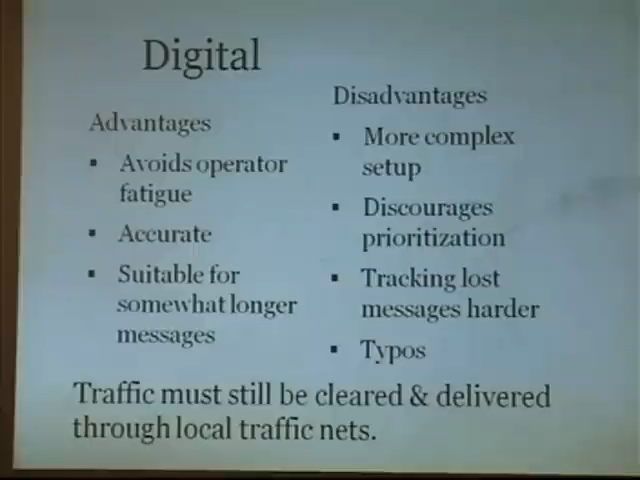 Digital
Advantages
▪ Avoids operator
fatigue
▪ Accurate
▪ Suitable for
somewhat longer
messages
Disadvantages
▪ More complex
setup
▪ Discourages
prioritization
▪ Tracking lost
messages harder
▪ Typos
Traffic must still be cleared & delivered
through local traffic nets.